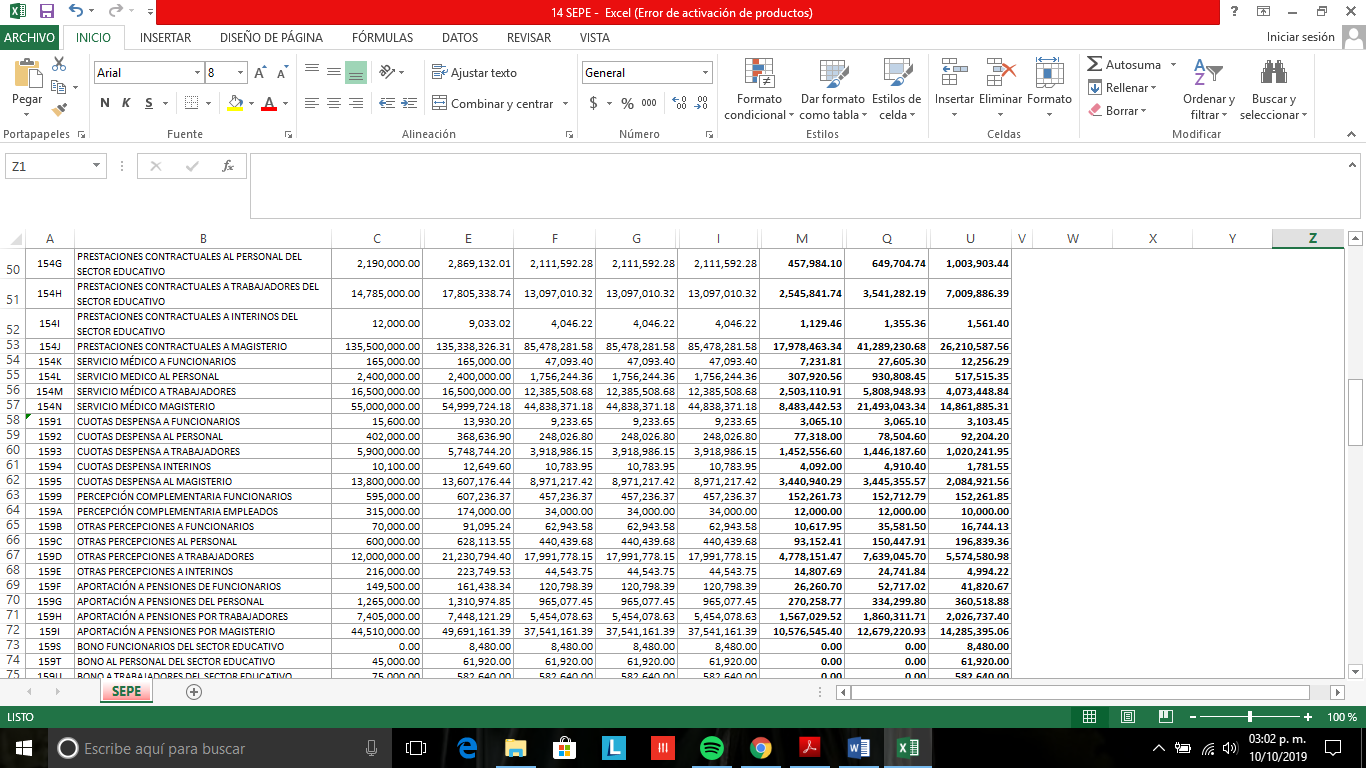 14 SEPE - Excel (Error de activación de productos)
ARCHIVO INICIO INSERTAR DISEÑO DE PÁGINA FÓRMULAS DATOS REVISAR VISTA Iniciar sesión
Pegar
Arial 8
N K S
Ajustar texto
Combinar y centrar
General
$ % 000
Formato condicional
Dar formato como tabla
Estilos de celda
Insertar Eliminar Formato
Autosuma
Rellenar
Borrar
Ordenar y filtrar
Buscar y seleccionar
Portapapeles Fuente Alineación Número Estilos Celdas Modificar
Z1 fx
A B C E F G I M Q U V W X Y Z
50 154G PRESTACIONES CONTRACTUALES AL PERSONAL DEL SECTOR EDUCATIVO 2,190,000.00 2,869,132.01 2,111,592.28 2,111,592.28 2,111,592.28 457,984.10 649,704.74 1,003,903.44
51 154H PRESTACIONES CONTRACTUALES A TRABAJADORES DEL SECTOR EDUCATIVO 14,785,000.00 17,805,338.74 13,097,010.32 13,097,010.32 13,097,010.32 2,545,841.74 3,541,282.19 7,009,886.39
52 154I PRESTACIONES CONTRACTUALES A INTERINOS DEL SECTOR EDUCATIVO 12,000.00 9,033.02 4,046.22 4,046.22 4,046.22 1,129.46 1,355.36 1,561.40
53 154J PRESTACIONES CONTRACTUALES A MAGISTERIO 135,500,000.00 135,338,326.31 85,478,281.58 85,478,281.58 85,478,281.58 17,978,463.34 41,289,230.68 26,210,587.56
54 154K SERVICIO MÉDICO A FUNCIONARIOS 165,000.00 165,000.00 47,093.40 47,093.40 47,093.40 7,231.81 27,605.30 12,256.29
55 154L SERVICIO MEDICO AL PERSONAL 2,400,000.00 2,400,000.00 1,756,244.36 1,756,244.36 1,756,244.36 307,920.56 930,808.45 517,515.35
56 154M SERVICIO MÉDICO A TRABAJADORES 16,500,000.00 16,500,000.00 12,385,508.68 12,385,508.68 12,385,508.68 2,503,110.91 5,808,948.93 4,073,448.84
57 154N SERVICIO MÉDICO MAGISTERIO 55,000,000.00 54,999,724.18 44,838,371.18 44,838,371.18 44,838,371.18 8,483,442.53 21,493,043.34 14,861,885.31
58 1591 CUOTAS DESPENSA A FUNCIONARIOS 15,600.00 13,930.20 9,233.65 9,233.65 9,233.65 3,065.10 3,065.10 3,103.45
59 1592 CUOTAS DESPENSA AL PERSONAL 402,000.00 368,636.90 248,026.80 248,026.80 248,026.80 77,318.00 78,504.60 92,204.20
60 1593 CUOTAS DESPENSA A TRABAJADORES 5,900,000.00 5,748,744.20 3,918,986.15 3,918,986.15 3,918,986.15 1,452,556.60 1,446,187.60 1,020,241.95
61 1594 CUOTAS DESPENSA INTERINOS 10,100.00 12,649.60 10,783.95 10,783.95 10,783.95 4,092.00 4,910.40 1,781.55
62 1595 CUOTAS DESPENSA AL MAGISTERIO 13,800,000.00 13,607,176.44 8,971,217.42 8,971,217.42 8,971,217.42 3,440,940.29 3,445,355.57 2,084,921.56
63 1599 PERCEPCIÓN COMPLEMENTARIA FUNCIONARIOS 595,000.00 607,236.37 457,236.37 457,236.37 457,236.37 152,261.73 152,712.79 152,261.85
64 159A PERCEPCIÓN COMPLEMENTARIA EMPLEADOS 315,000.00 174,000.00 34,000.00 34,000.00 34,000.00 12,000.00 12,000.00 10,000.00
65 159B OTRAS PERCEPCIONES A FUNCIONARIOS 70,000.00 91,095.24 62,943.58 62,943.58 62,943.58 10,617.95 35,581.50 16,744.13
66 159C OTRAS PERCEPCIONES AL PERSONAL 600,000.00 628,113.55 440,439.68 440,439.68 440,439.68 93,152.41 150,447.91 196,839.36
67 159D OTRAS PERCEPCIONES A TRABAJADORES 12,000,000.00 21,230,794.40 17,991,778.15 17,991,778.15 17,991,778.15 4,778,151.47 7,639,045.70 5,574,580.98
68 159E OTRAS PERCEPCIONES A INTERINOS 216,000.00 223,749.53 44,543.75 44,543.75 44,543.75 14,807.69 24,741.84 4,994.22
69 159F APORTACIÓN A PENSIONES DE FUNCIONARIOS 149,500.00 161,438.34 120,798.39 120,798.39 120,798.39 26,260.70 52,717.02 41,820.67
70 159G APORTACIÓN A PENSIONES DEL PERSONAL 1,265,000.00 1,310,974.85 965,077.45 965,077.45 965,077.45 270,258.77 334,299.80 360,518.88
71 159H APORTACIÓN A PENSIONES POR TRABAJADORES 7,405,000.00 7,448,121.29 5,454,078.63 5,454,078.63 5,454,078.63 1,567,029.52 1,860,311.71 2,026,737.40
72 159I APORTACIÓN A PENSIONES POR MAGISTERIO 44,510,000.00 49,691,161.39 37,541,161.39 37,541,161.39 37,541,161.39 10,576,545.40 12,679,220.93 14,285,395.06
73 159S BONO FUNCIONARIOS DEL SECTOR EDUCATIVO 0.00 8,480.00 8,480.00 8,480.00 8,480.00 0.00 0.00 8,480.00
74 159T BONO AL PERSONAL DEL SECTOR EDUCATIVO 45,000.00 61,920.00 61,920.00 61,920.00 61,920.00 0.00 0.00 61,920.00
75 159U BONO A TRABAJADORES DEL SECTOR EDUCATIVO 75,000.00 582,640.00 582,640.00 582,640.00 582,640.00 0.00 0.00 582,640.00
SEPE
LISTO 100 %
Escribe aquí para buscar
03:02 p. m.
10/10/2019